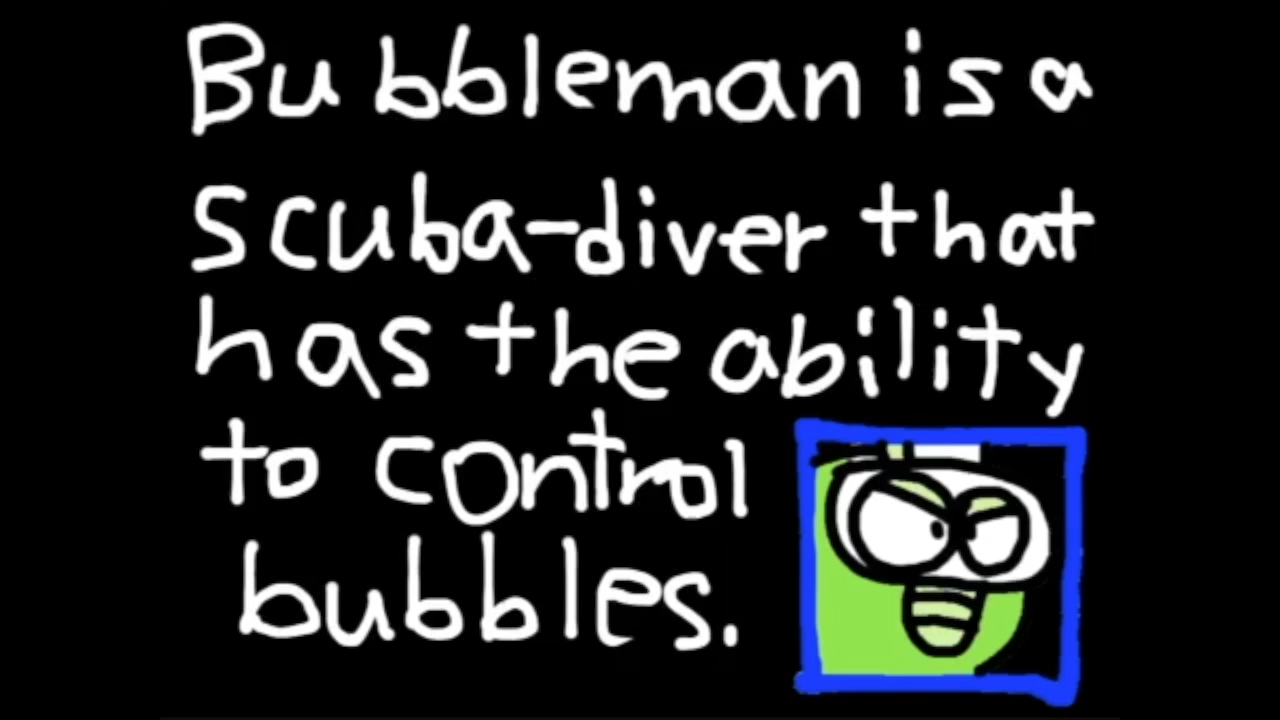 Bubbleman is a
scuba-diver that
has the ability
to control
bubbles.